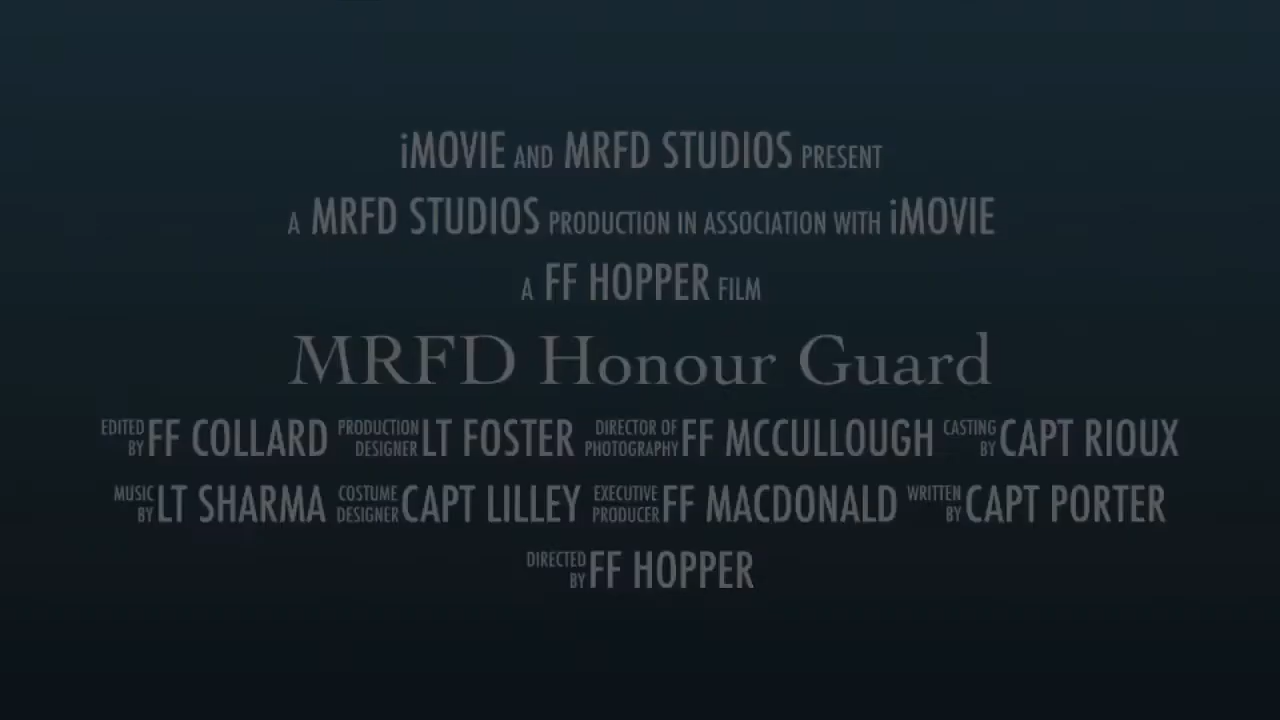 iMOVIE AND MRFD STUDIOS PRESENT
A MRFD STUDIOS PRODUCTION IN ASSOCIATION WITH iMOVIE
A FF HOPPER FILM
MRFD Honour Guard
EDITED BY FF COLLARD PRODUCTION DESIGNER LT FOSTER DIRECTOR OF PHOTOGRAPHY FF MCCULLOUGH CASTING BY CAPT RIOUX
MUSIC BY LT SHARMA COSTUME DESIGNER CAPT LILLEY EXECUTIVE PRODUCER FF MACDONALD WRITTEN BY CAPT PORTER
DIRECTED BY FF HOPPER